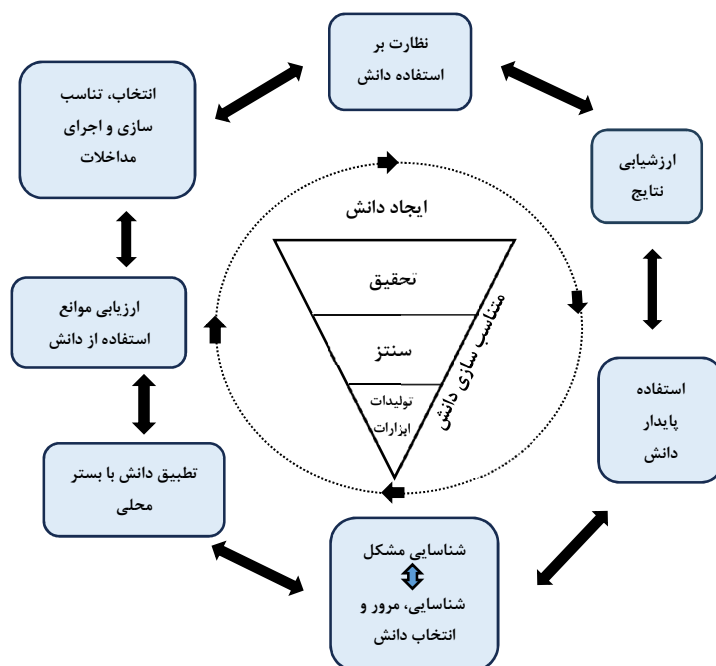 نظارت بر
استفاده دانش
انتخاب، تناسب
سازی و اجرای
مداخلات
ارزشیابی
نتایج
ایجاد دانش
تحقیق
سنتز
تولیدات
ابزارات
متناسب سازی دانش
ارزیابی موانع
استفاده از دانش
استفاده
پایدار
دانش
تطبیق دانش با بستر
محلی
شناسایی مشکل
شناسایی، مرور و
انتخاب دانش